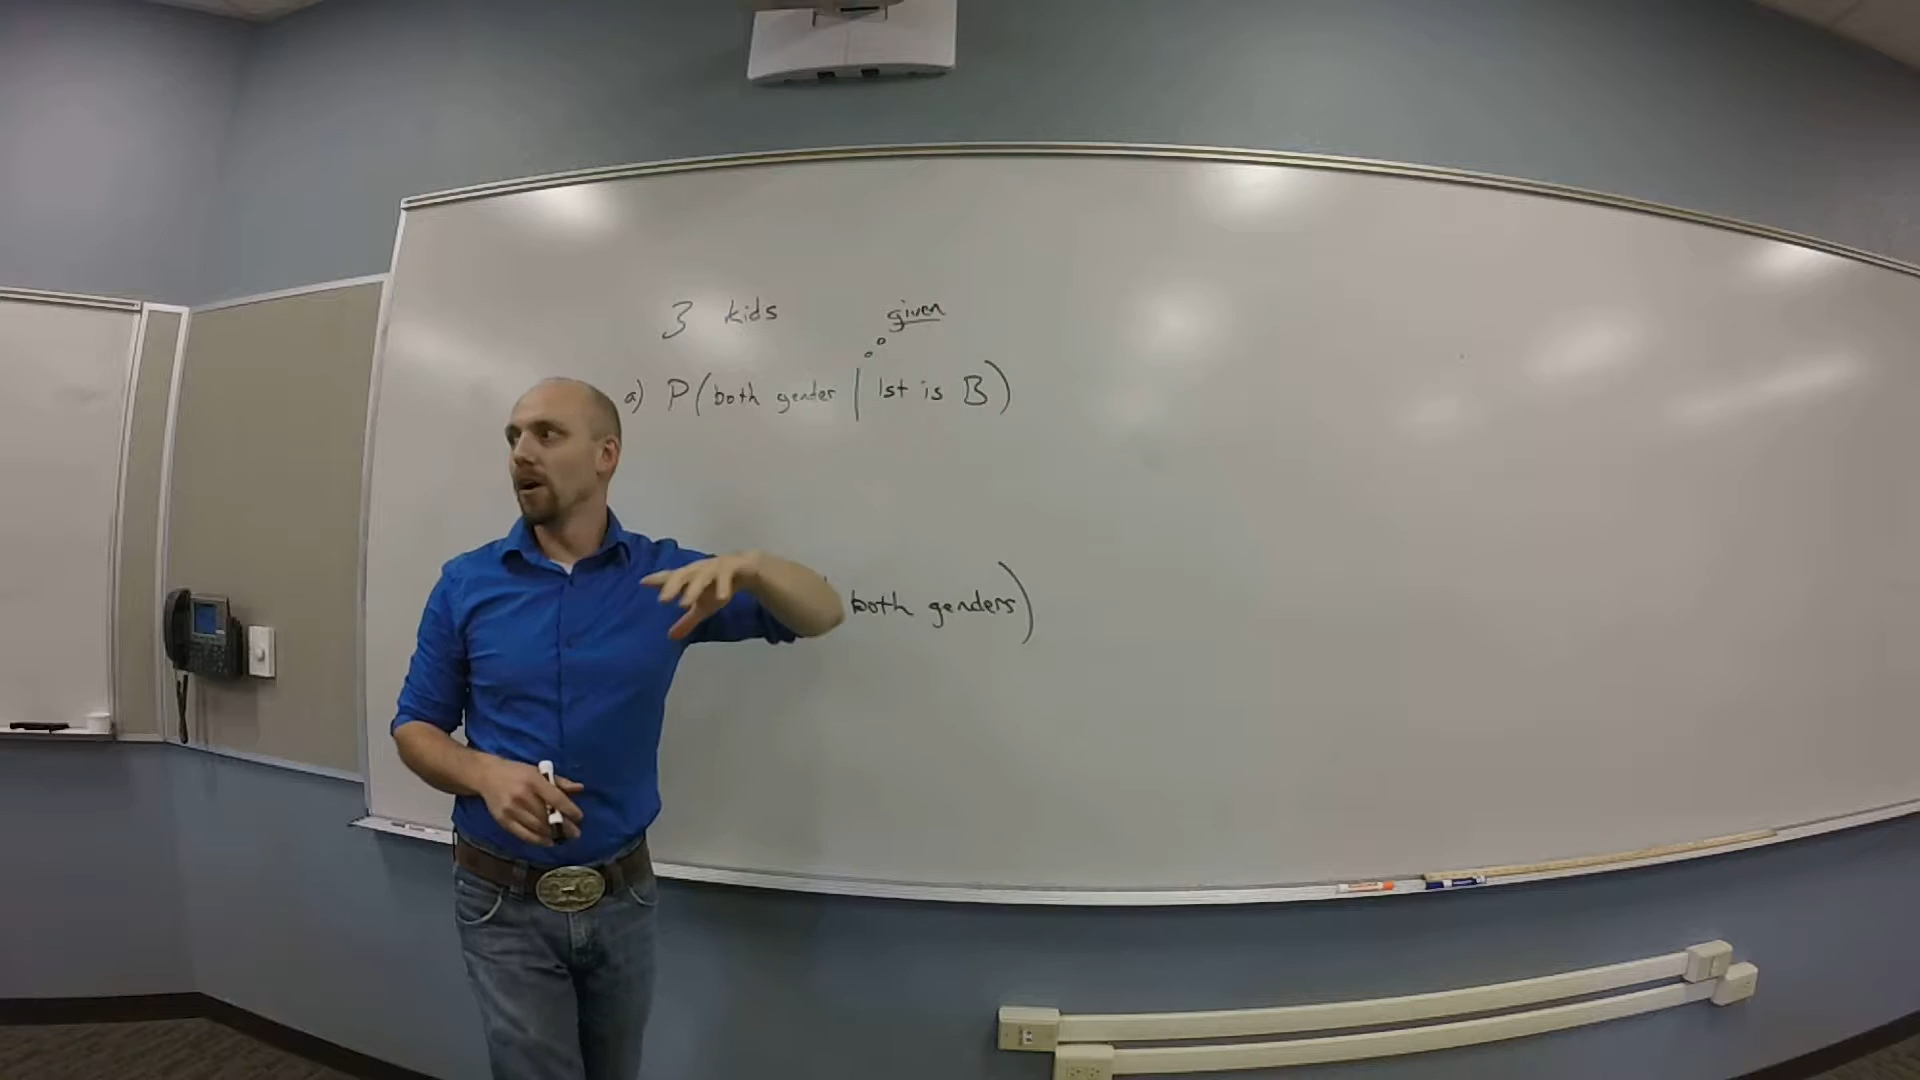 3 kids
given
a) P(both gender | 1st is B)
both genders)